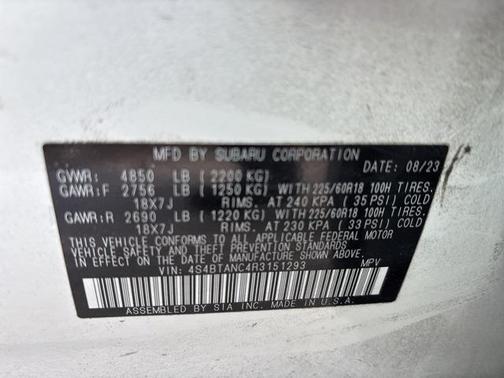 MFD BY SUBARU CORPORATION
DATE: 08/23
GVWR: 4850 LB ( 2200 KG)
GAWR:F 2756 LB ( 1250 KG) WITH 225/60R18 100H TIRES.
18X7J RIMS. AT 240 KPA ( 35 PSI) COLD
GAWR:R 2690 LB ( 1220 KG) WITH 225/60R18 100H TIRES.
18X7J RIMS. AT 230 KPA ( 33 PSI) COLD
THIS VEHICLE CONFORMS TO ALL APPLICABLE FEDERAL MOTOR
VEHICLE SAFETY STANDARDS
IN EFFECT ON THE DATE OF MANUFACTURE SHOWN ABOVE.
VIN: 4S4BTANC4R3151293 MPV
ASSEMBLED BY SIA INC. MADE IN U.S.A.